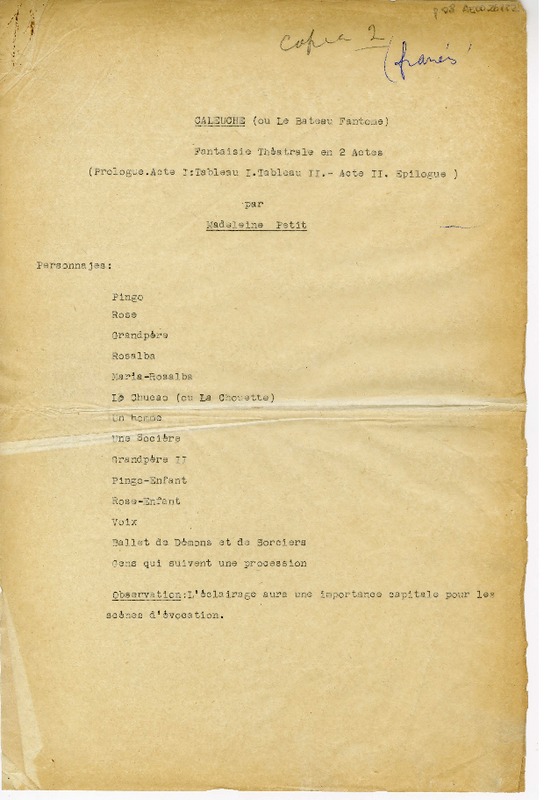 Copia 2
(francés)
CALEUCHE (ou Le Bateau Fantome)
Fantaisie Théatrale en 2 Actes
(Prologue.Acte I:Tableau I.Tableau II.- Acte II. Epilogue )
par
Madeleine Petit
Personnajes:
Pingo
Rose
Grandpère
Rosalba
Maria-Rosalba
Le Chucao (ou La Chouette)
Un homme
Une Socière
Grandpère II
Pingo-Enfant
Rose-Enfant
Voix
Ballet de Démons et de Sorciers
Gens qui suivent une procession
Observation:L'éclairage aura une importance capitale pour les
scènes d'évocation.